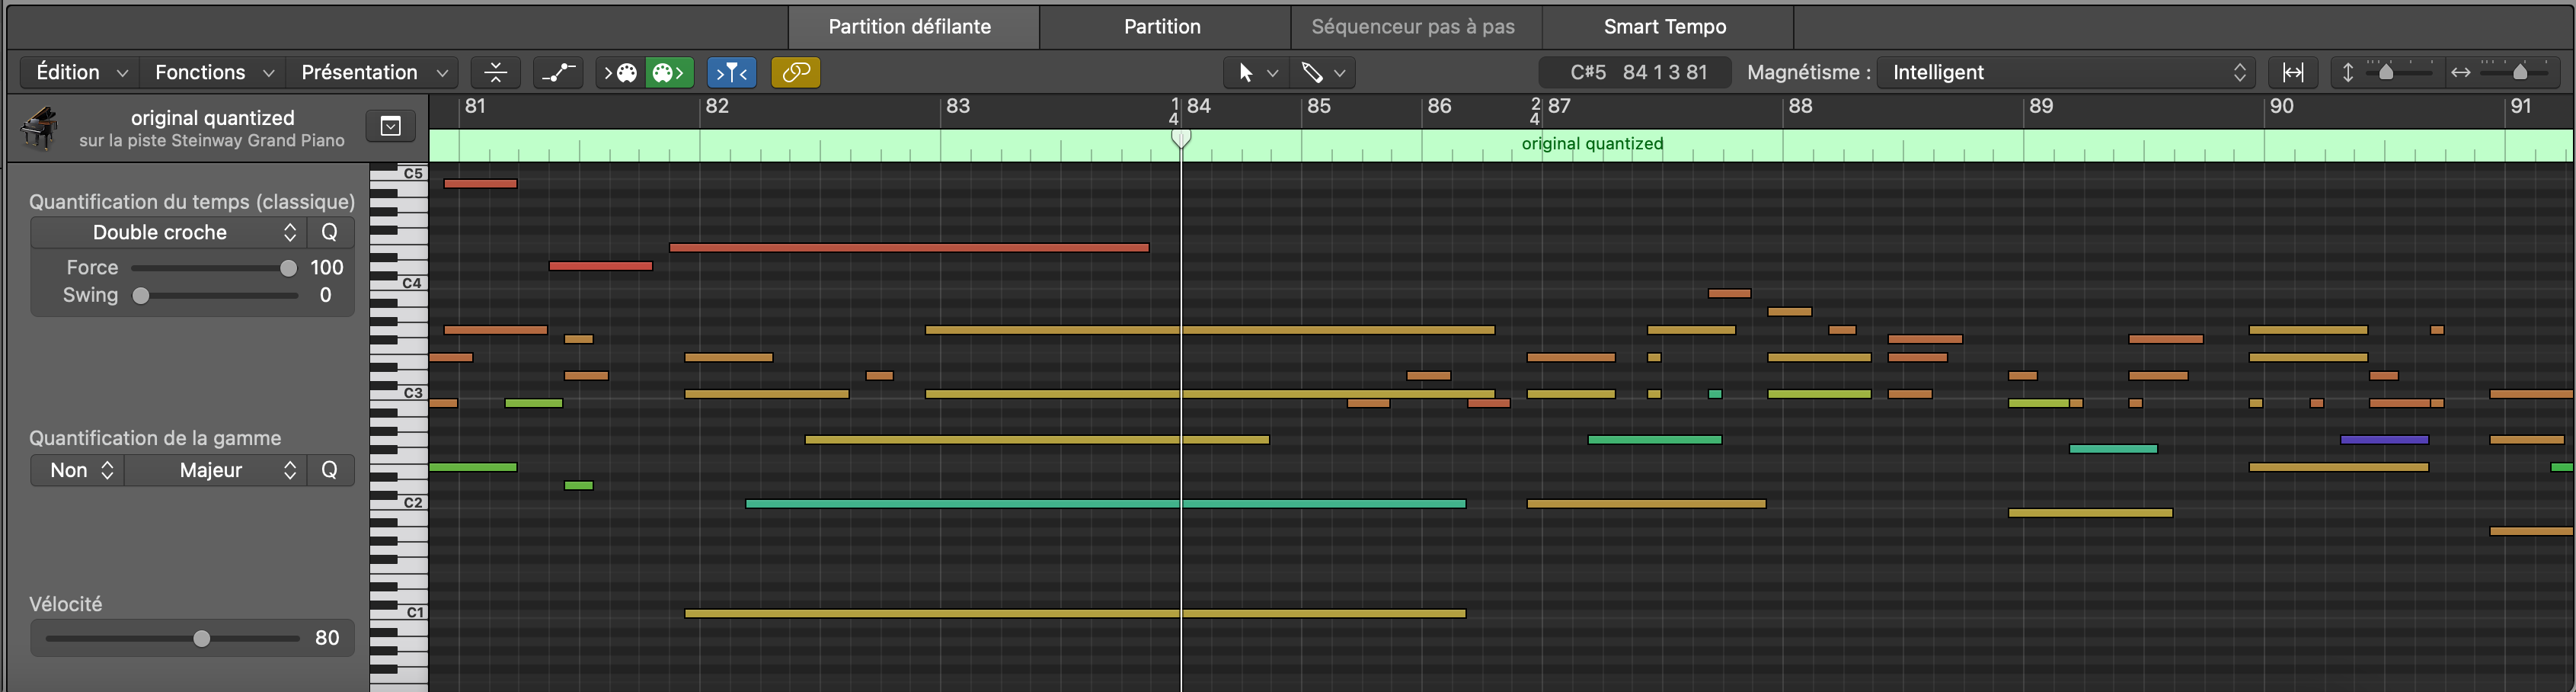 Partition défilante Partition Séquenceur pas à pas Smart Tempo
Édition Fonctions Présentation C#5 84 1 3 81 Magnétisme : Intelligent
81 82 83 1 84 85 86 2 87 88 89 90 91
4 4
original quantized
sur la piste Steinway Grand Piano
original quantized
Quantification du temps (classique)
Double croche Q
Force 100
Swing 0
Quantification de la gamme
Non Majeur Q
Vélocité
80
C5
C4
C3
C2
C1